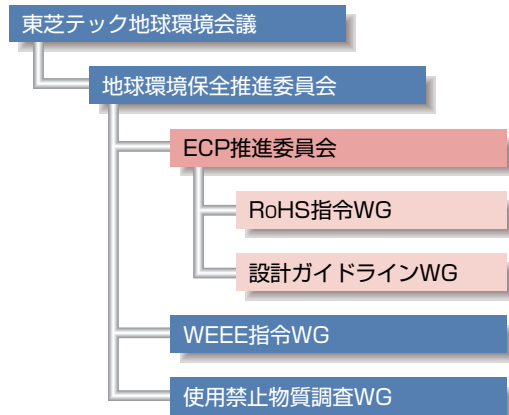 東芝テック地球環境会議
地球環境保全推進委員会
ECP推進委員会
RoHS指令WG
設計ガイドラインWG
WEEE指令WG
使用禁止物質調査WG